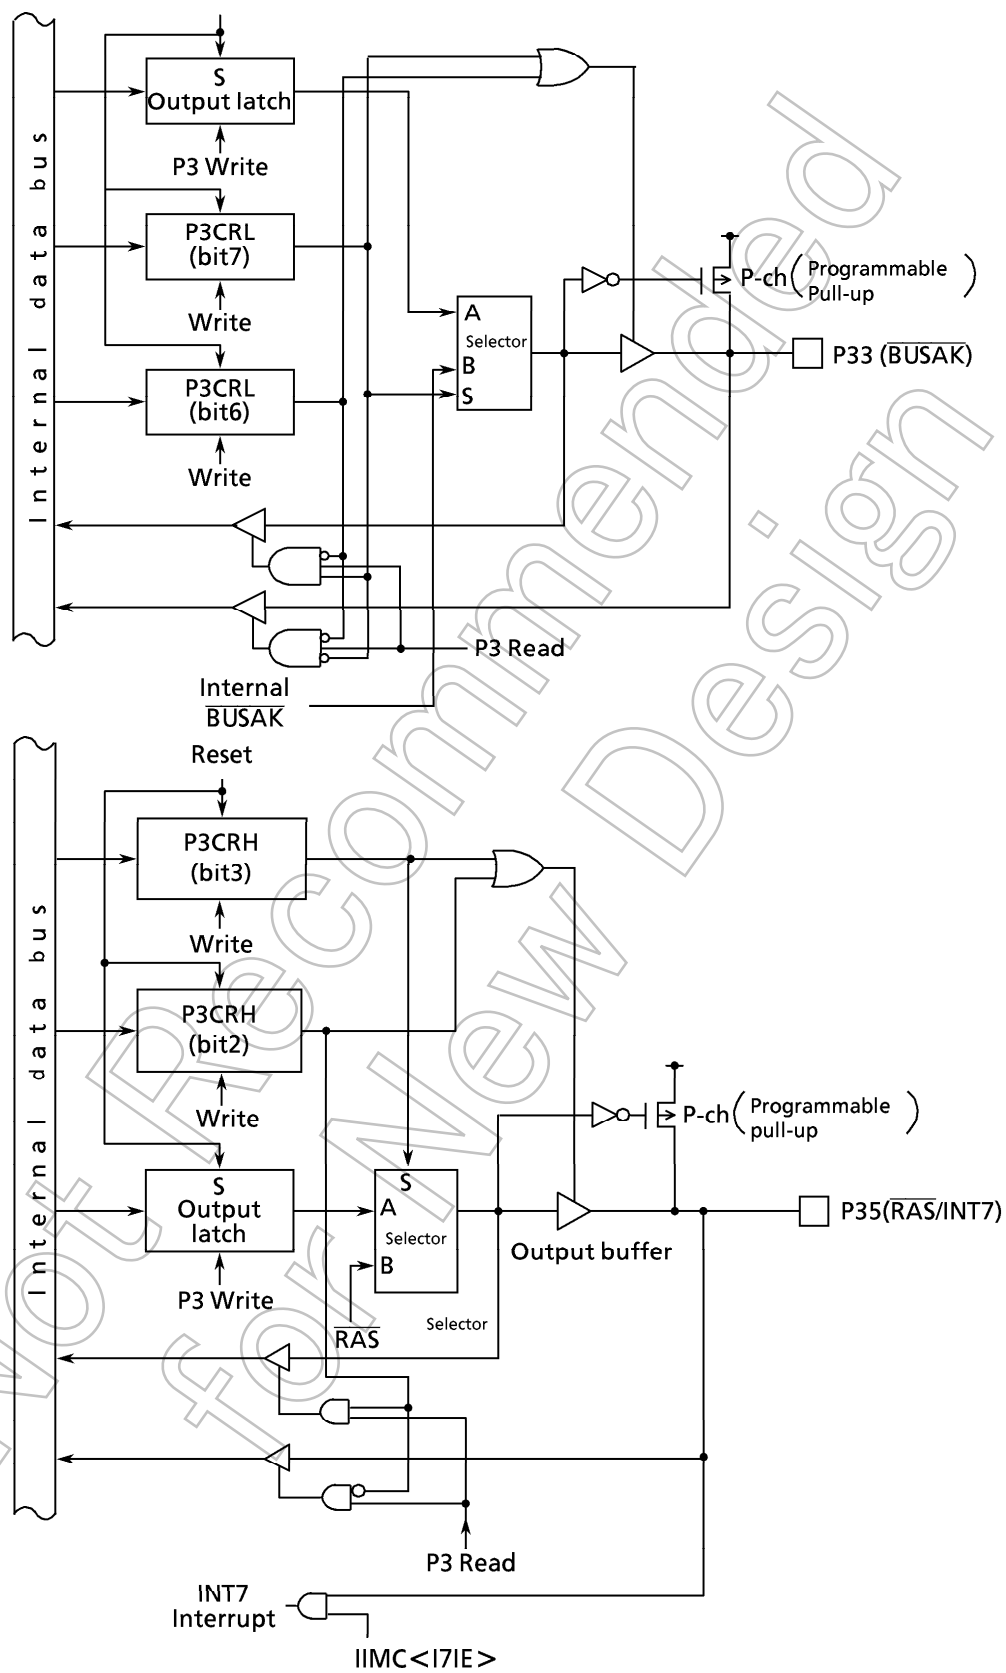 Internal data bus
S
Output latch
P3 Write
P3CRL
(bit7)
Write
P3CRL
(bit6)
Write
A
Selector
B
S
P-ch ( Programmable
Pull-up )
P33 (BUSAK)
P3 Read
Internal
BUSAK
Reset
Internal data bus
P3CRH
(bit3)
Write
P3CRH
(bit2)
Write
S
Output
latch
P3 Write
S
A
Selector
B
RAS
Selector
Output buffer
P-ch ( Programmable
pull-up )
P35(RAS/INT7)
P3 Read
INT7
Interrupt
IIMC<I7IE>
Not Recommended
for New Design